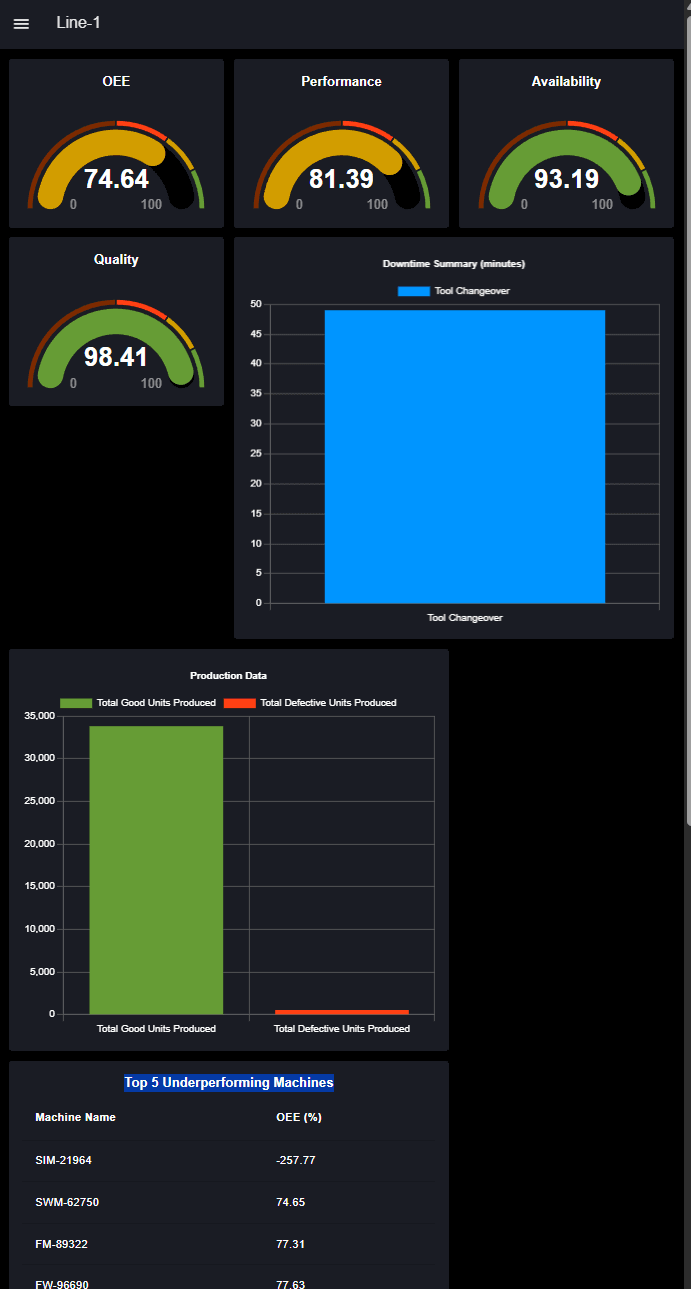 Line-1
OEE
74.64
0 100
Performance
81.39
0 100
Availability
93.19
0 100
Quality
98.41
0 100
Downtime Summary (minutes)
Tool Changeover
50
45
40
35
30
25
20
15
10
5
0
Tool Changeover
Production Data
Total Good Units Produced Total Defective Units Produced
35,000
30,000
25,000
20,000
15,000
10,000
5,000
0
Total Good Units Produced Total Defective Units Produced
Top 5 Underperforming Machines
Machine Name OEE (%)
SIM-21964 -257.77
SWM-62750 74.65
FM-89322 77.31
FW-96690 77.63